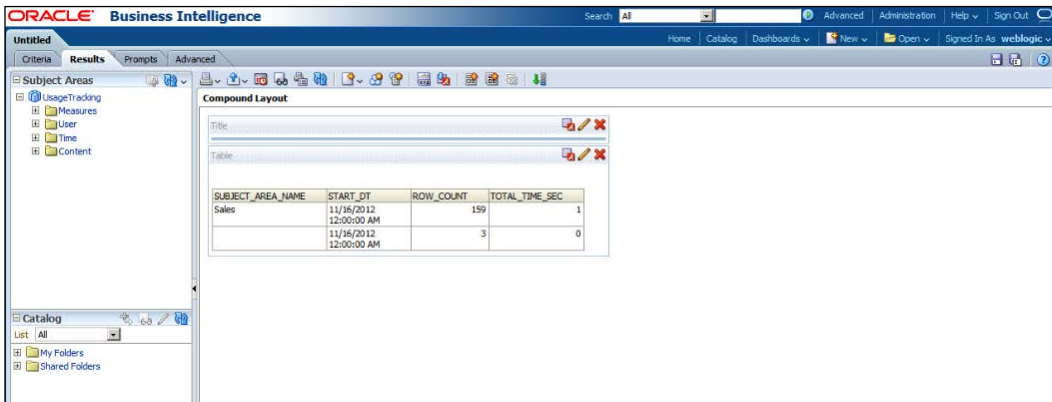 ORACLE Business Intelligence
Search All Advanced Administration Help Sign Out
Untitled
Home Catalog Dashboards New Open Signed In As weblogic
Criteria Results Prompts Advanced
Subject Areas
UsageTracking
Measures
User
Time
Content
Compound Layout
Title
Table
SUBJECT_AREA_NAME START_DT ROW_COUNT TOTAL_TIME_SEC
Sales 11/16/2012 159 1
12:00:00 AM
11/16/2012 3 0
12:00:00 AM
Catalog
List All
My Folders
Shared Folders